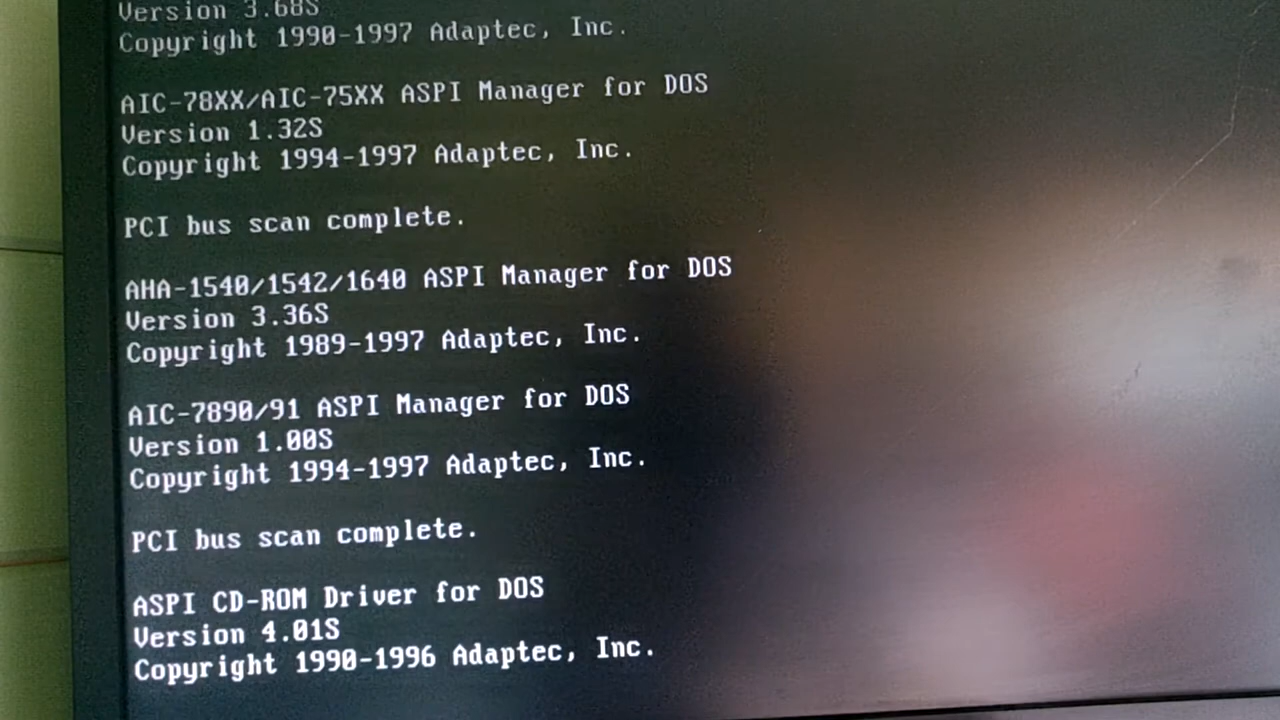 Version 3.68S
Copyright 1990-1997 Adaptec, Inc.
AIC-78XX/AIC-75XX ASPI Manager for DOS
Version 1.32S
Copyright 1994-1997 Adaptec, Inc.
PCI bus scan complete.
AHA-1540/1542/1640 ASPI Manager for DOS
Version 3.36S
Copyright 1989-1997 Adaptec, Inc.
AIC-7890/91 ASPI Manager for DOS
Version 1.00S
Copyright 1994-1997 Adaptec, Inc.
PCI bus scan complete.
ASPI CD-ROM Driver for DOS
Version 4.01S
Copyright 1990-1996 Adaptec, Inc.